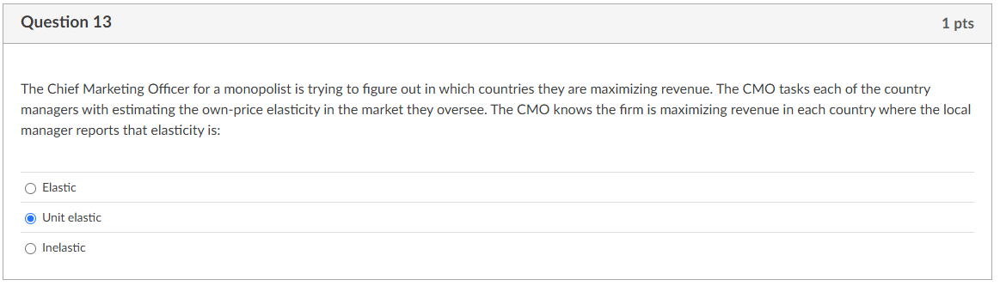 Question 13
1 pts
The Chief Marketing Officer for a monopolist is trying to figure out in which countries they are maximizing revenue. The CMO tasks each of the country
managers with estimating the own-price elasticity in the market they oversee. The CMO knows the firm is maximizing revenue in each country where the local
manager reports that elasticity is:
Elastic
Unit elastic
Inelastic